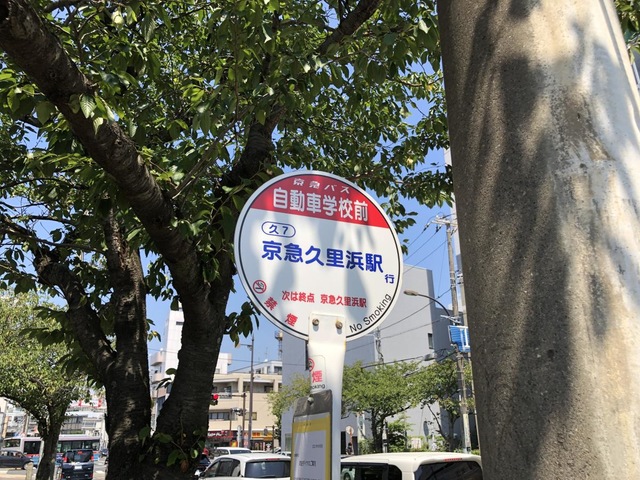 京急バス
自動車学校前
久7
京急久里浜駅 行
次は終点 京急久里浜駅
禁煙
No Smoking